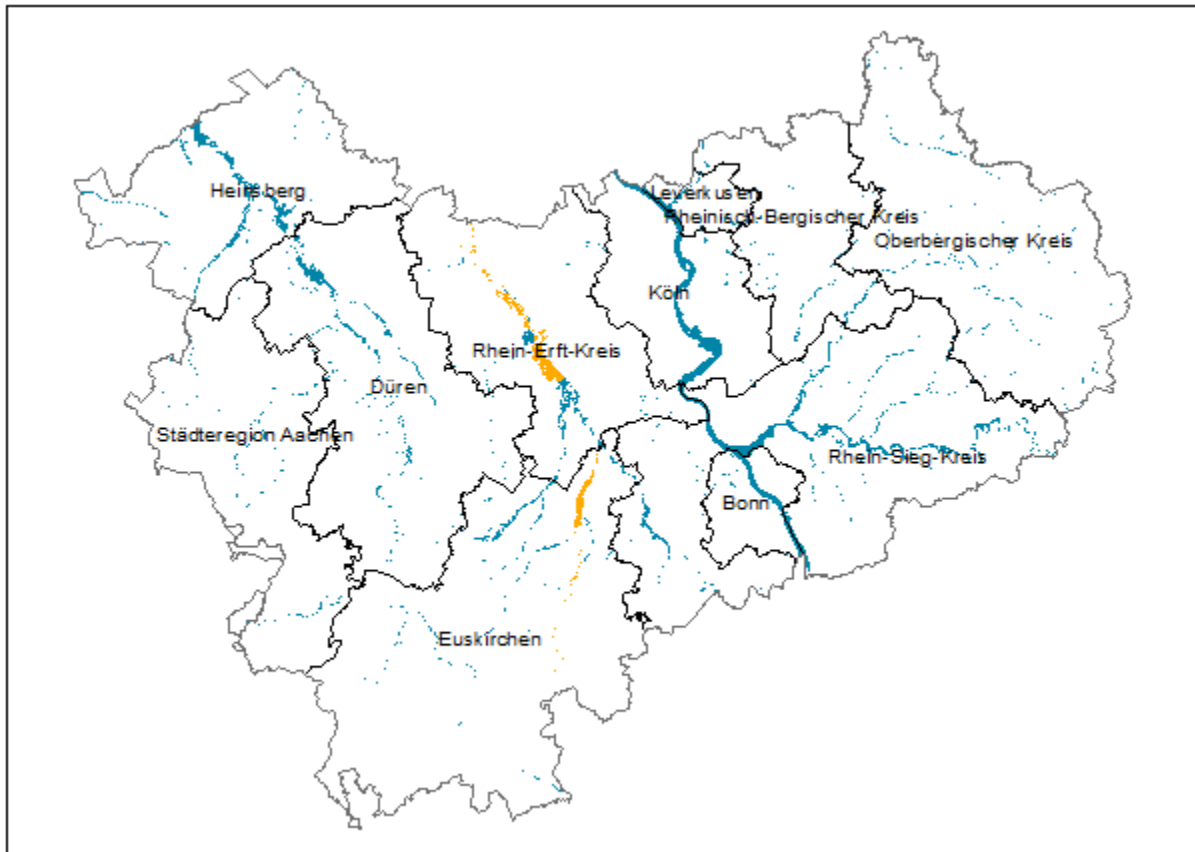 Heinsberg
Leverkusen
Rheinisch-Bergischer Kreis
Oberbergischer Kreis
Köln
Rhein-Erft-Kreis
Düren
Städteregion Aachen
Rhein-Sieg-Kreis
Bonn
Euskirchen